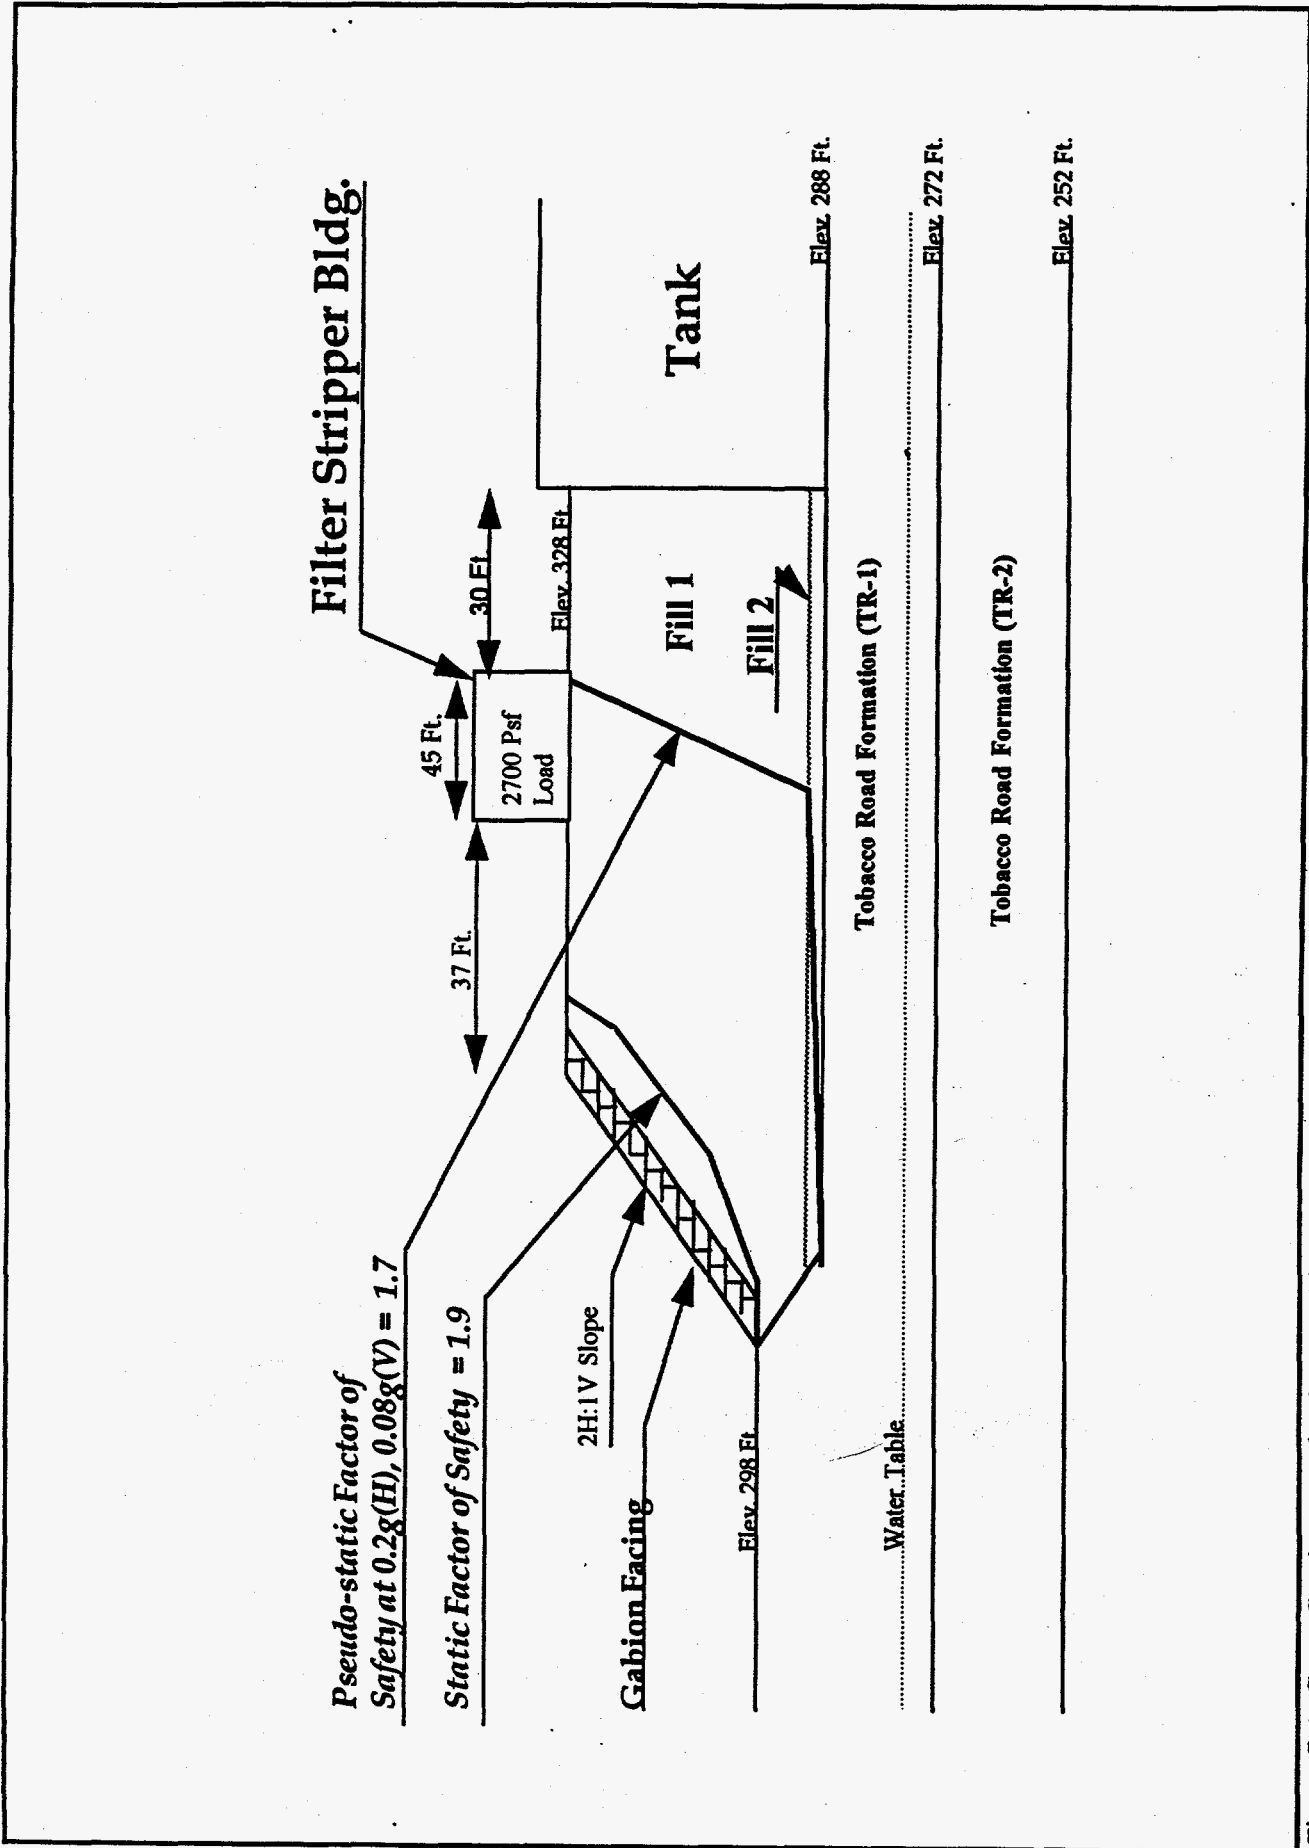 Pseudo-static Factor of
Safety at 0.2g(H), 0.08g(V) = 1.7
Static Factor of Safety = 1.9
Filter Stripper Bldg.
37 Ft.
45 Ft.
30 Ft
2700 Psf
Load
Elev. 328 Ft
2H:1V Slope
Gabion Facing
Fill 1
Tank
Elev. 298 Ft
Fill 2
Elev. 288 Ft.
Tobacco Road Formation (TR-1)
Water Table
Elev. 272 Ft.
Tobacco Road Formation (TR-2)
Elev. 252 Ft.